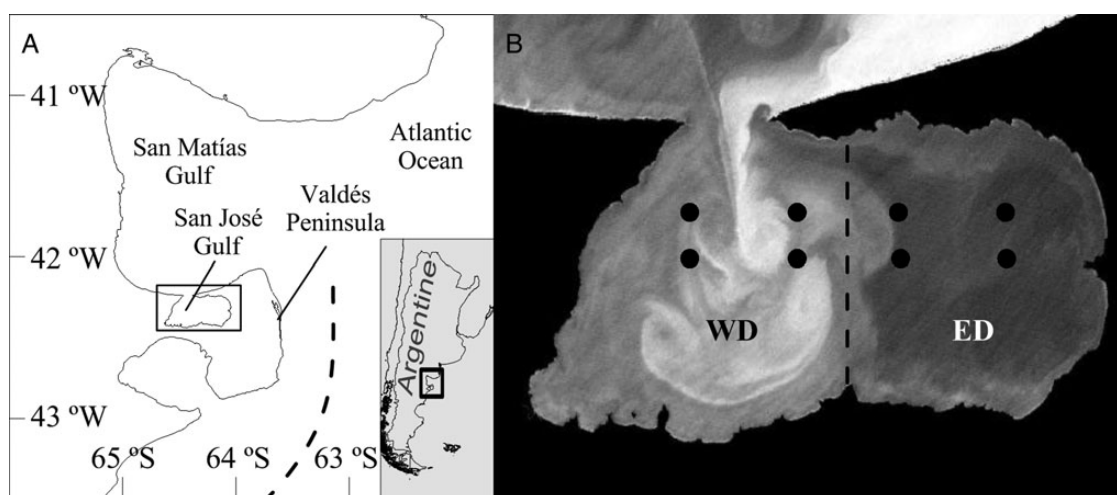 A
41 ºW
San Matías
Gulf
Atlantic
Ocean
Valdés
Peninsula
San José
Gulf
42 ºW
43 ºW
65 ºS
64 ºS
63 ºS
Argentine
B
WD
ED